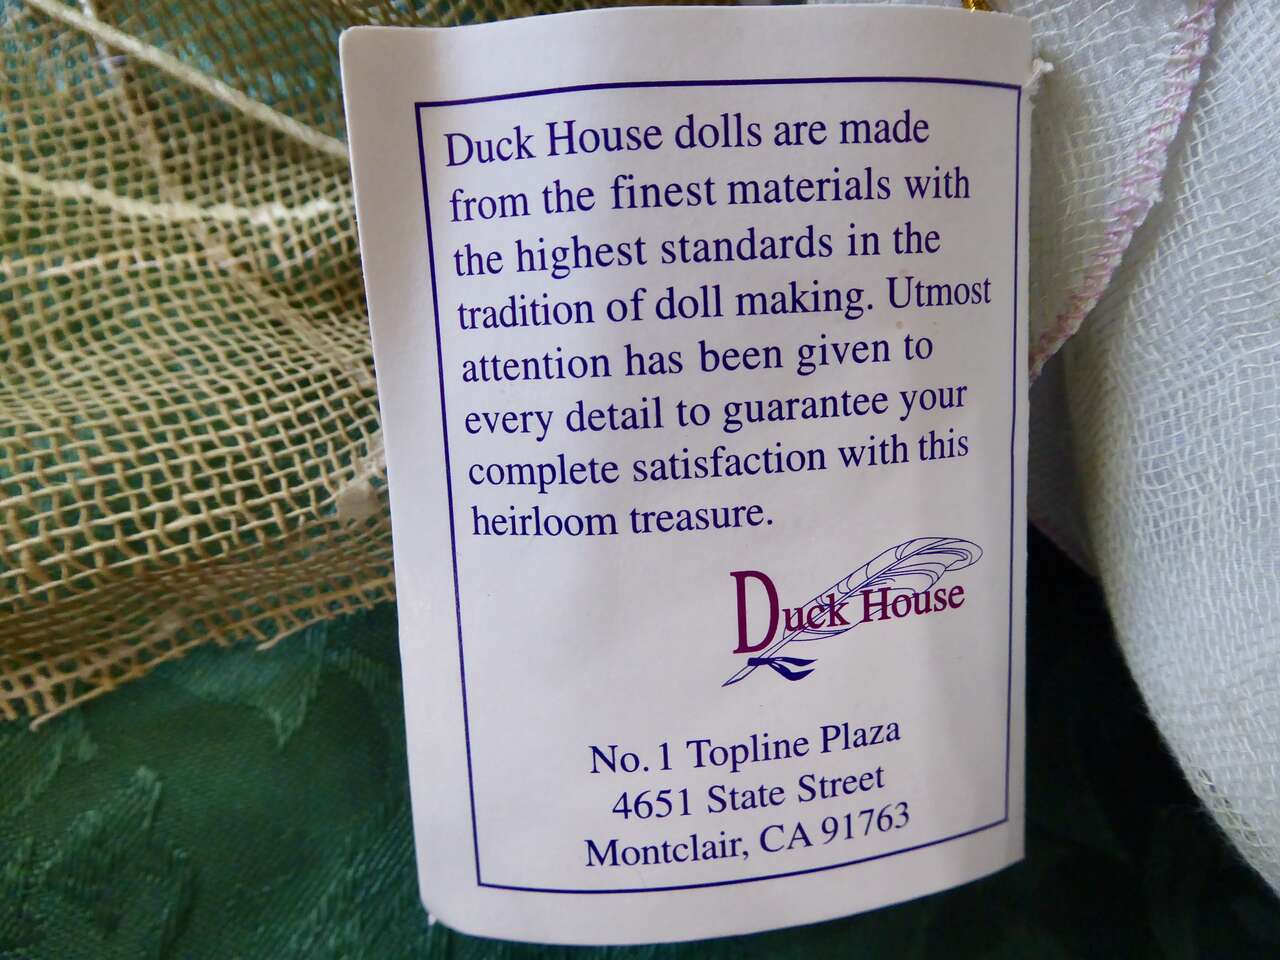 Duck House dolls are made
from the finest materials with
the highest standards in the
tradition of doll making. Utmost
attention has been given to
every detail to guarantee your
complete satisfaction with this
heirloom treasure.
Duck House
No. 1 Topline Plaza
4651 State Street
Montclair, CA 91763